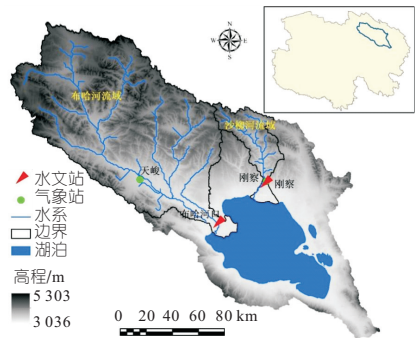 N
W E
S
布哈河流域
沙柳河流域
天峻
刚察 刚察
布哈河口
水文站
气象站
水系
边界
湖泊
高程/m
5 303
3 036
0 20 40 60 80 km